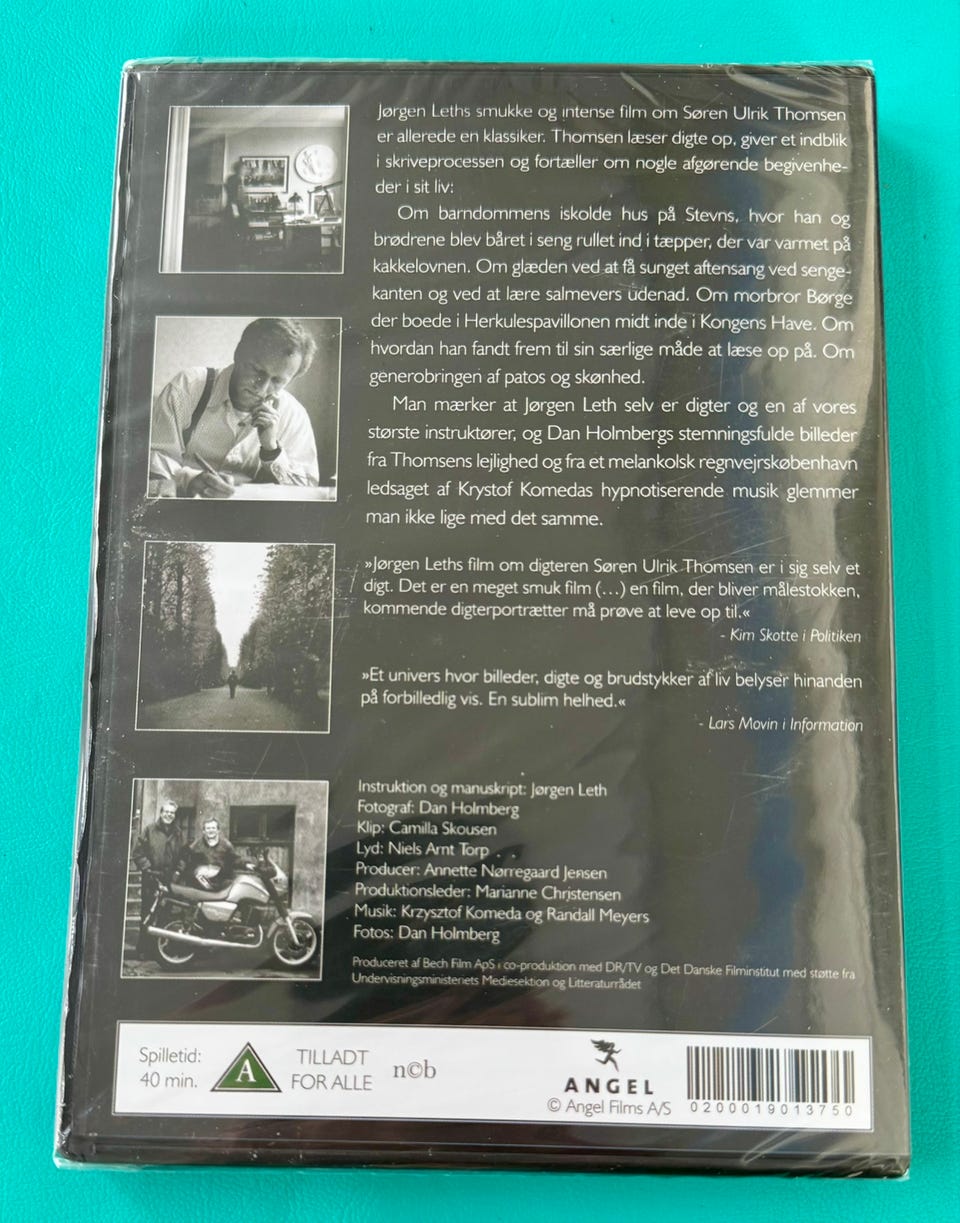 Jørgen Leths smukke og intense film om Søren Ulrik Thomsen
er allerede en klassiker. Thomsen læser digte op, giver et indblik
i skriveprocessen og fortæller om nogle afgørende begivenhe-
der i sit liv:
Om barndommens iskolde hus på Stevns, hvor han og
brødrene blev båret i seng rullet ind i tæpper, der var varmet på
kakkelovnen. Om glæden ved at få sunget aftensang ved senge-
kanten og ved at lære salmevers udenad. Om morbror Børge
der boede i Herkulespavillonen midt inde i Kongens Have. Om
hvordan han fandt frem til sin særlige måde at læse op på. Om
generobringen af patos og skønhed.
Man mærker at Jørgen Leth selv er digter og en af vores
største instruktører, og Dan Holmbergs stemningsfulde billeder
fra Thomsens lejlighed og fra et melankolsk regnvejrskøbenhavn
ledsaget af Krystof Komedas hypnotiserende musik glemmer
man ikke lige med det samme.
»Jørgen Leths film om digteren Søren Ulrik Thomsen er i sig selv et
digt. Det er en meget smuk film (...) en film, der bliver målestokken,
kommende digterportrætter må prøve at leve op til.«
- Kim Skotte i Politiken
»Et univers hvor billeder, digte og brudstykker af liv belyser hinanden
på forbilledlig vis. En sublim helhed.«
- Lars Movin i Information
Instruktion og manuskript: Jørgen Leth
Fotograf: Dan Holmberg
Klip: Camilla Skousen
Lyd: Niels Arnt Torp
Producer: Annette Nørregaard Jensen
Produktionsleder: Marianne Christensen
Musik: Krzysztof Komeda og Randall Meyers
Fotos: Dan Holmberg
Produceret af Bech Film ApS i co-produktion med DR/TV og Det Danske Filminstitut med støtte fra
Undervisningsministeriets Mediesektion og Litteraturrådet
Spilletid:
40 min.
A
TILLADT
FOR ALLE
n©b
ANGEL
© Angel Films A/S
0200019013750